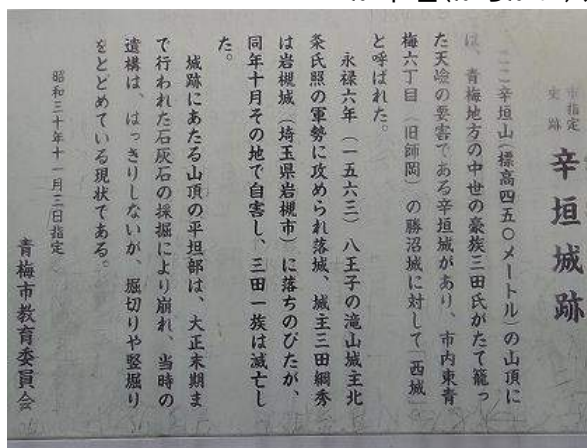 市指定
史跡
辛垣城跡
ここ辛垣山(標高四五〇メートル)の山頂に
は、青梅地方の中世の豪族三田氏がたて籠っ
た天嶮の要害である辛垣城があり、市内東青
梅六丁目(旧師岡)の勝沼城に対して「西城」
と呼ばれた。
永禄六年(一五六三)八王子の滝山城主北
条氏照の軍勢に攻められ落城、城主三田綱秀
は岩槻城(埼玉県岩槻市)に落ちのびたが、
同年十月その地で自害し、三田一族は滅亡し
た。
城跡にあたる山頂の平坦部は、大正末期ま
で行われた石灰石の採掘により崩れ、当時の
遺構は、はっきりしないが、堀切りや竪堀り
をとどめている現状である。
昭和三十年十一月三日指定
青梅市教育委員会